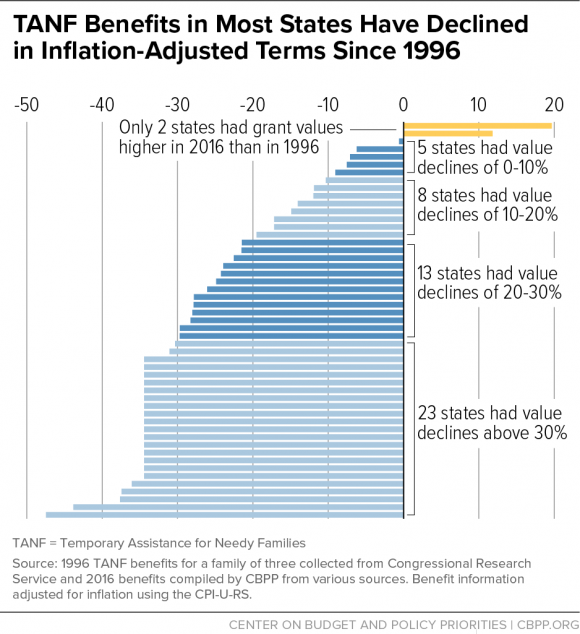 TANF Benefits in Most States Have Declined
in Inflation-Adjusted Terms Since 1996
-50 -40 -30 -20 -10 0 10 20
Only 2 states had grant values
higher in 2016 than in 1996
5 states had value
declines of 0-10%
8 states had value
declines of 10-20%
13 states had value
declines of 20-30%
23 states had value
declines above 30%
TANF = Temporary Assistance for Needy Families
Source: 1996 TANF benefits for a family of three collected from Congressional Research
Service and 2016 benefits compiled by CBPP from various sources. Benefit information
adjusted for inflation using the CPI-U-RS.
CENTER ON BUDGET AND POLICY PRIORITIES | CBPP.ORG